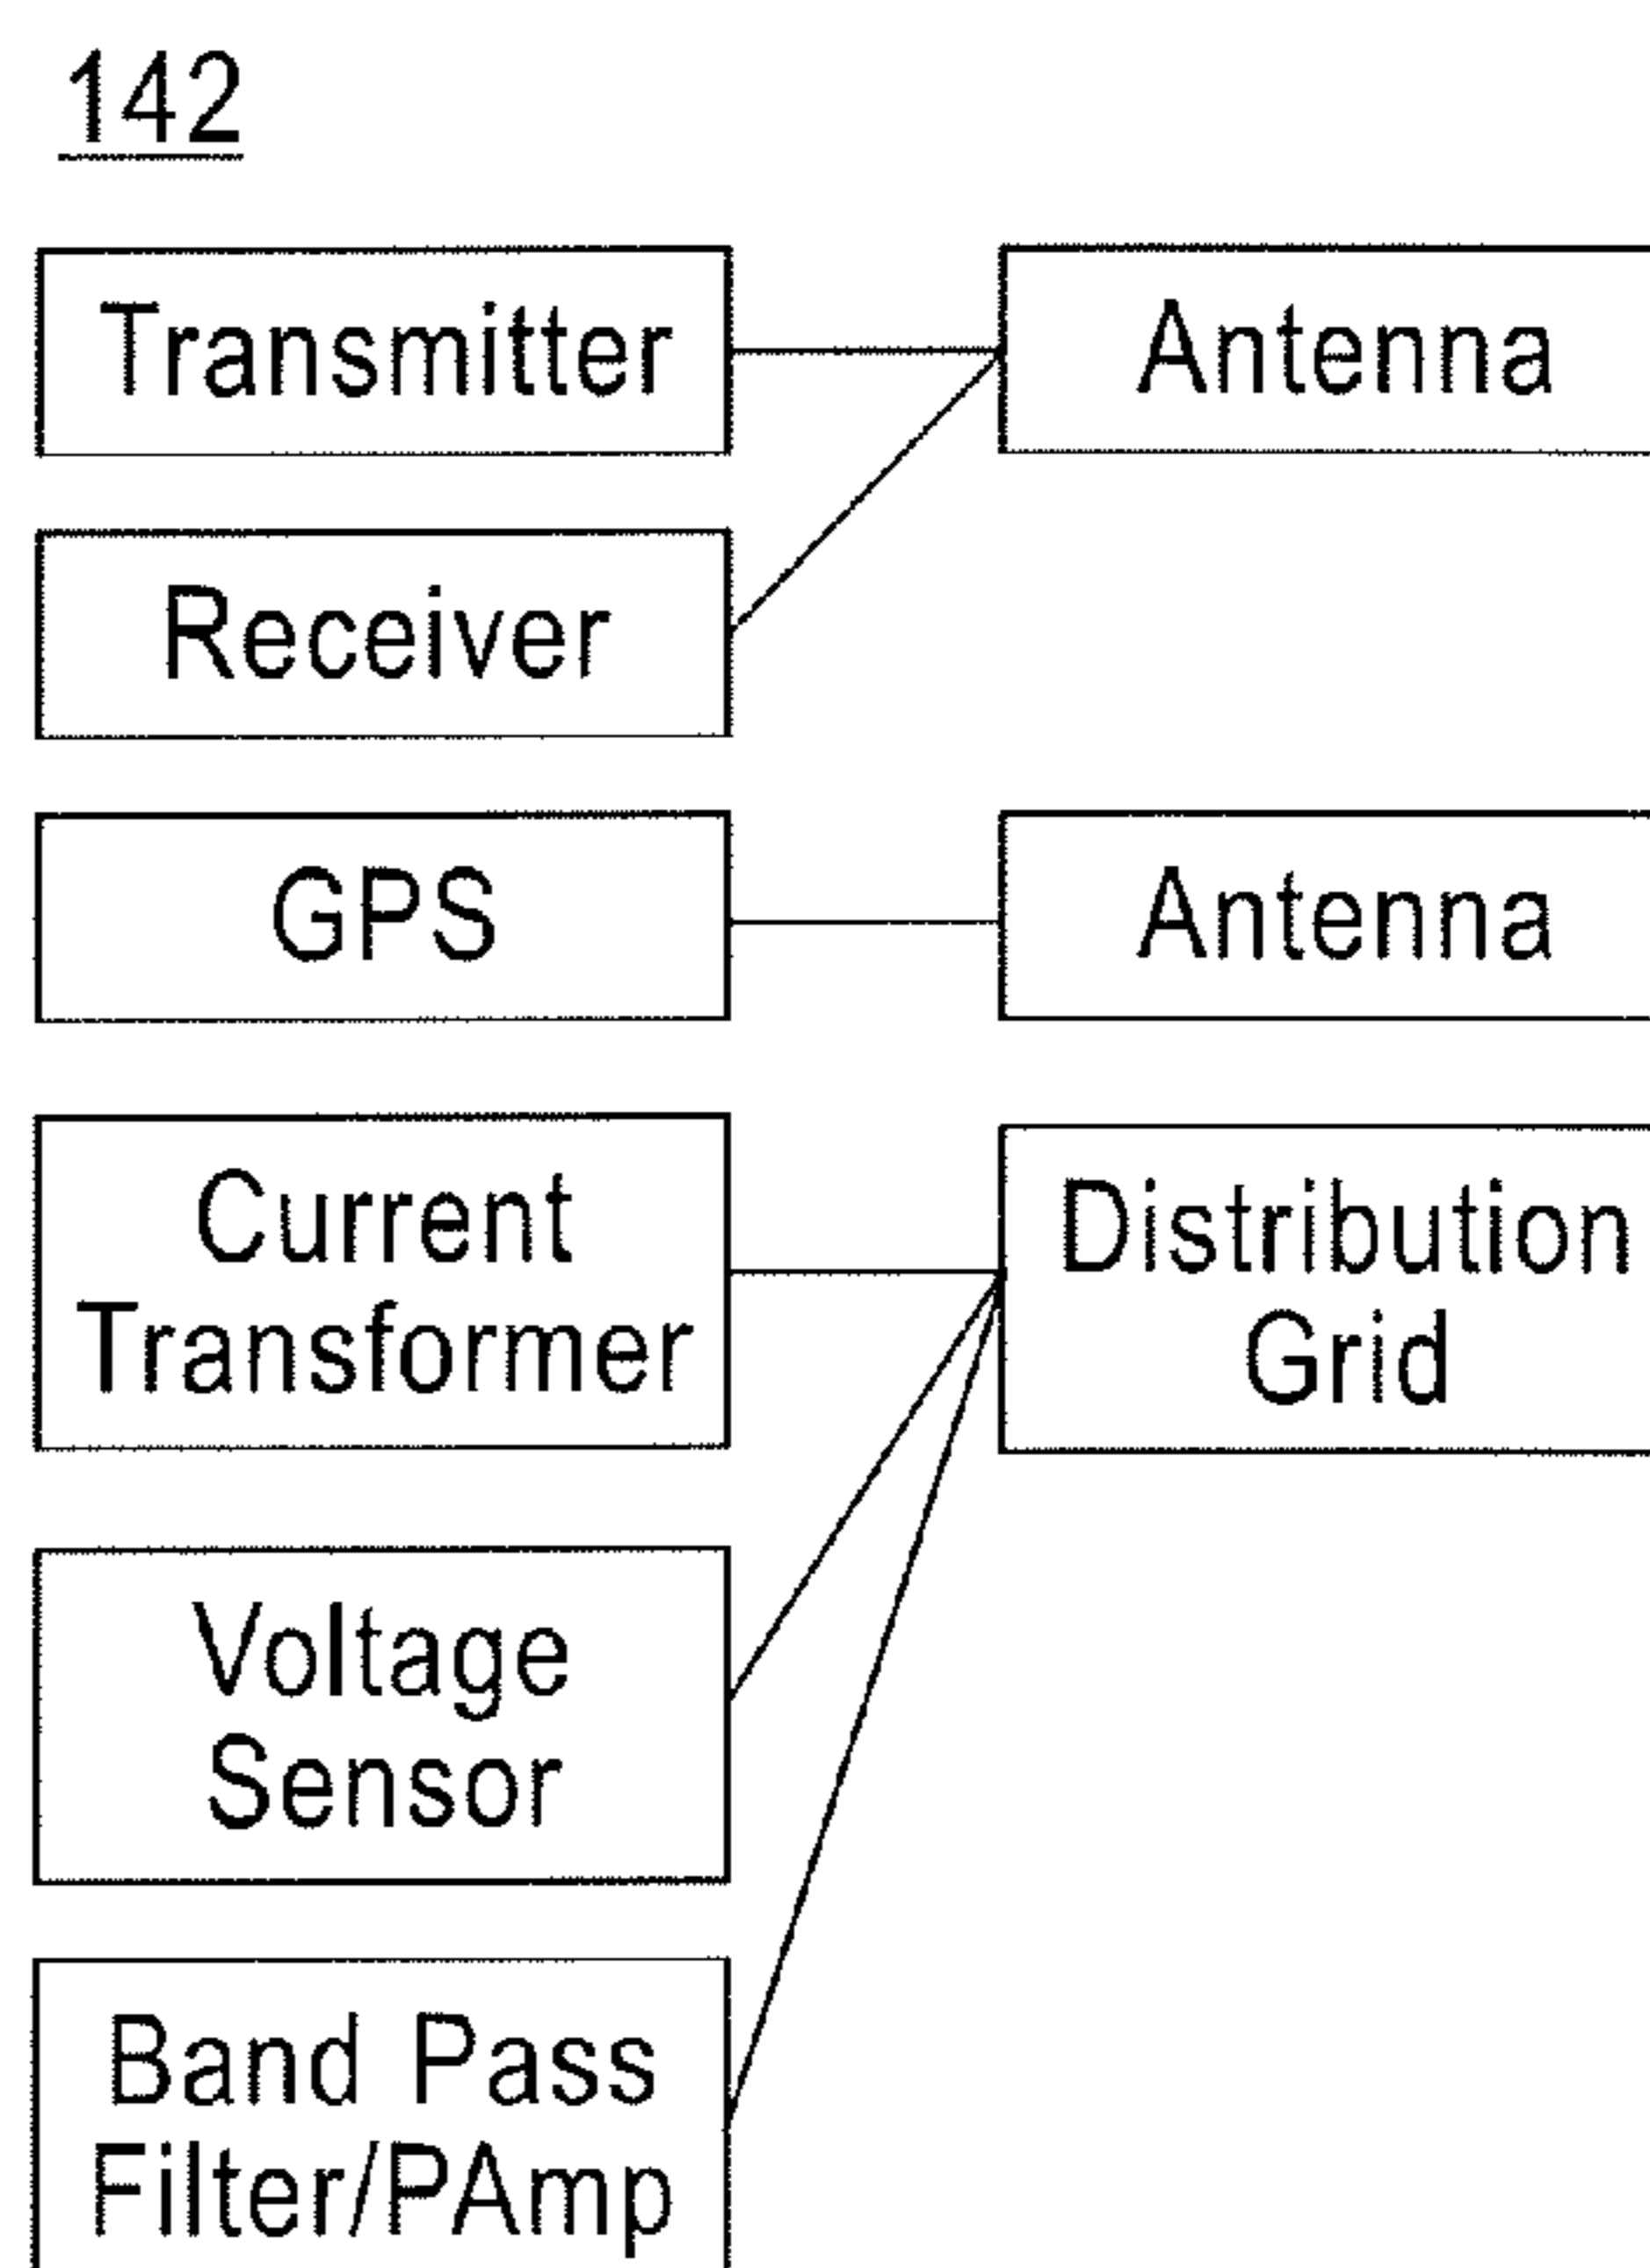 142
Transmitter
Antenna
Receiver
GPS
Antenna
Current
Transformer
Distribution
Grid
Voltage
Sensor
Band Pass
Filter/PAmp